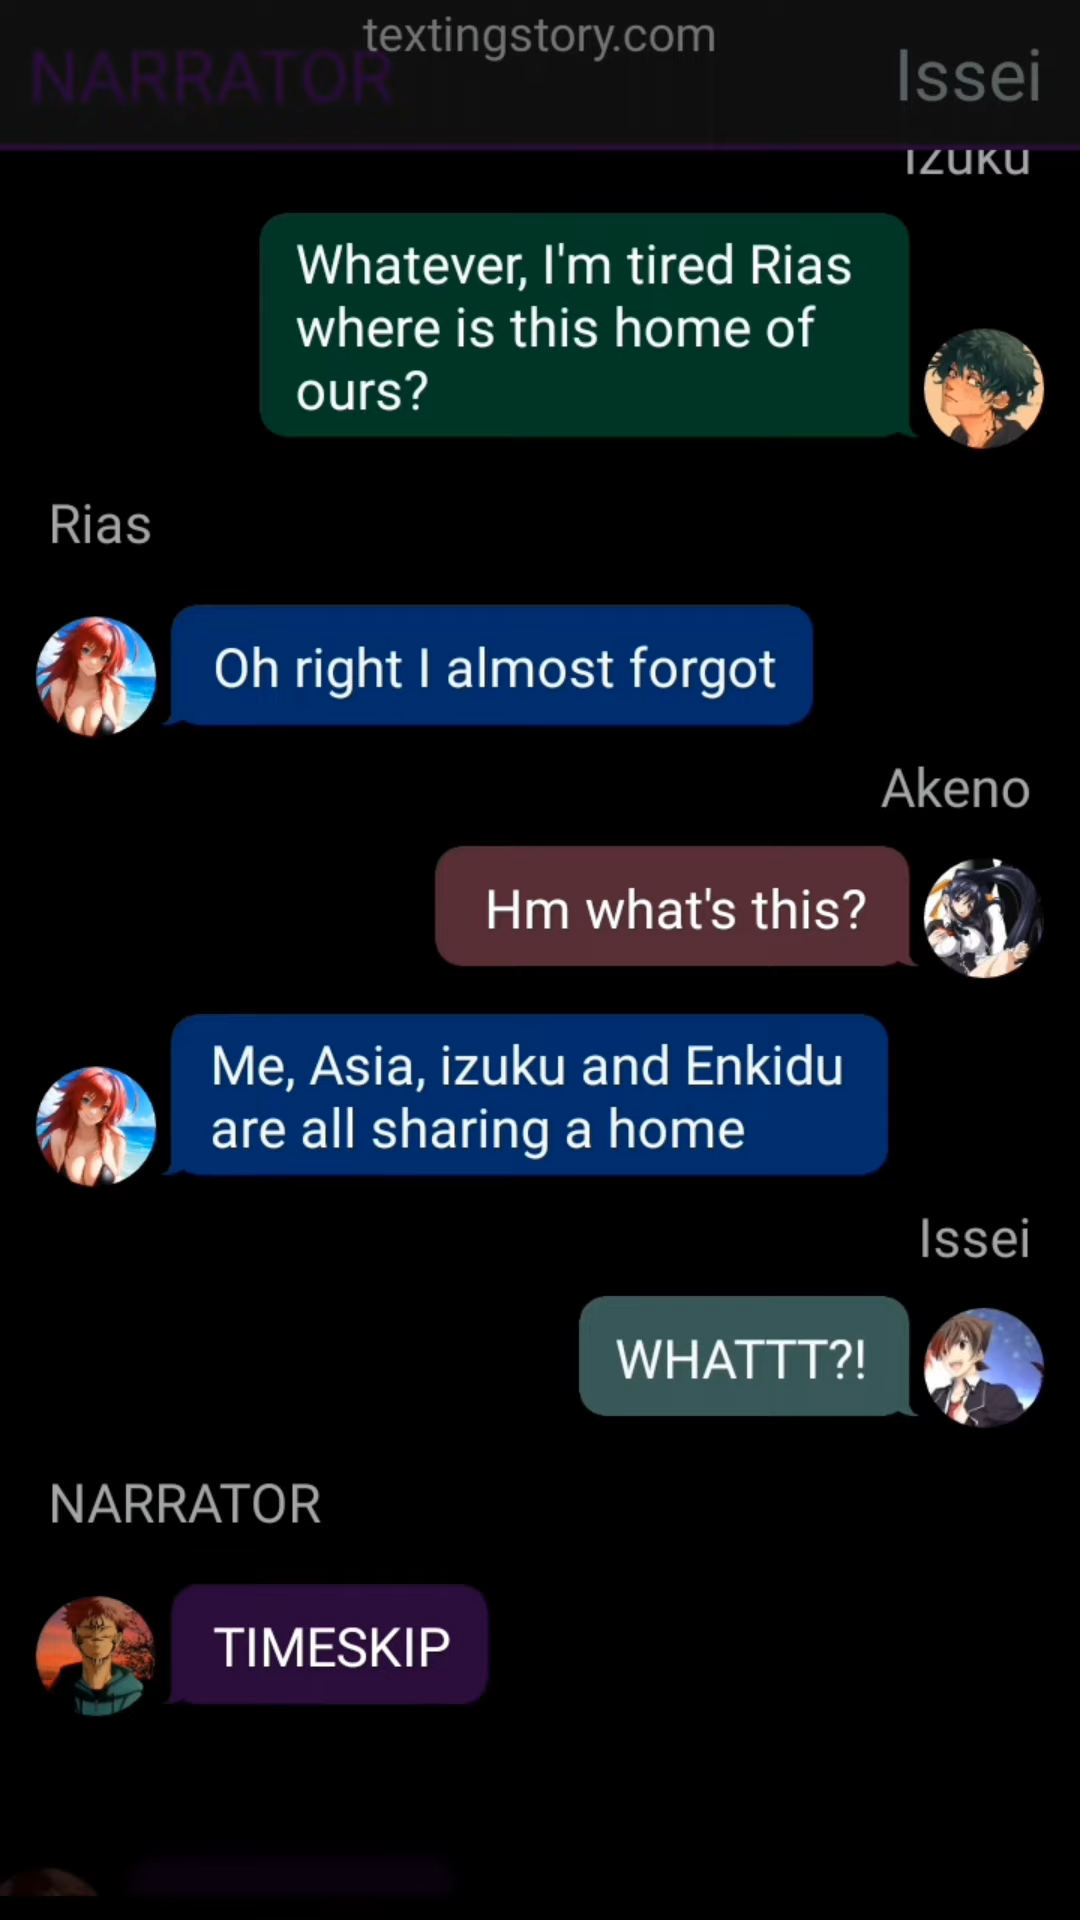 textingstory.com
NARRATOR
Issei
Izuku
Whatever, I'm tired Rias
where is this home of
ours?
Rias
Oh right I almost forgot
Akeno
Hm what's this?
Me, Asia, izuku and Enkidu
are all sharing a home
Issei
WHATTT?!
NARRATOR
TIMESKIP